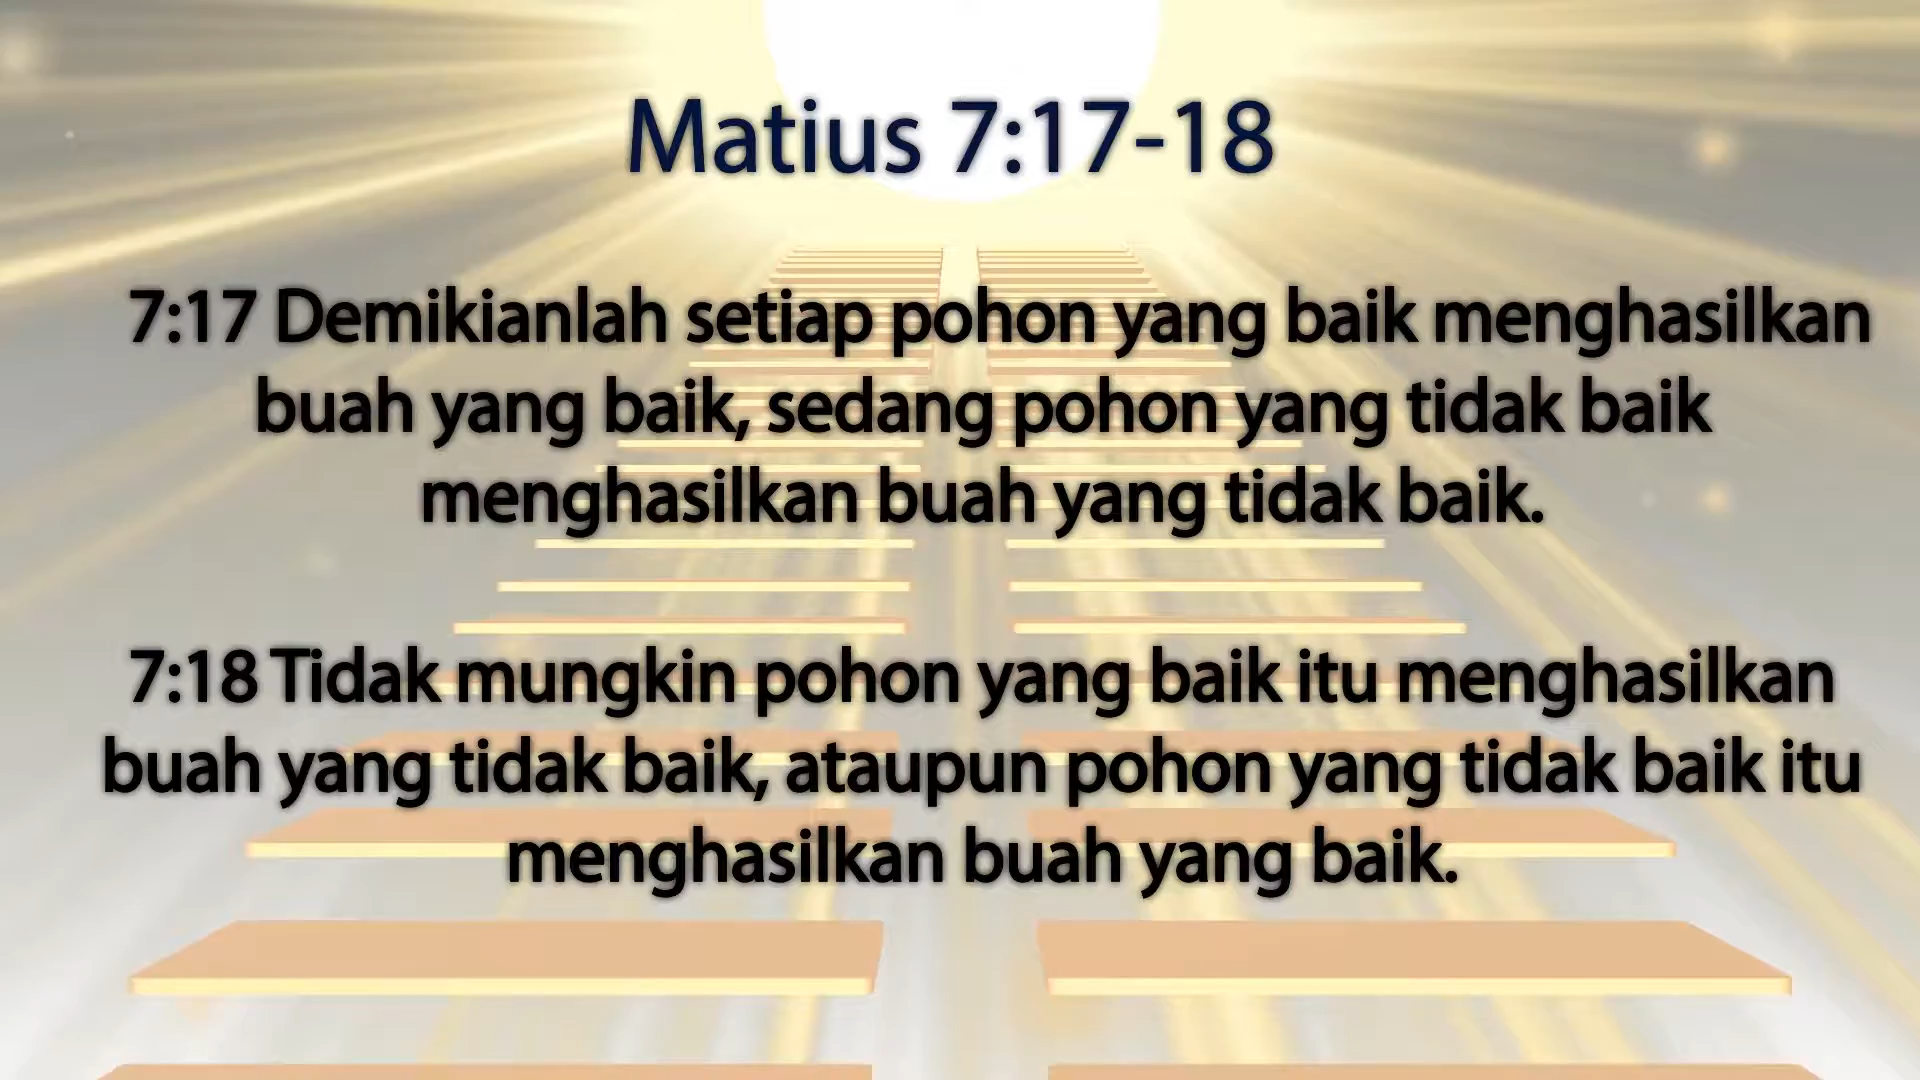 Matius 7:17-18
7:17 Demikianlah setiap pohon yang baik menghasilkan
buah yang baik, sedang pohon yang tidak baik
menghasilkan buah yang tidak baik.
7:18 Tidak mungkin pohon yang baik itu menghasilkan
buah yang tidak baik, ataupun pohon yang tidak baik itu
menghasilkan buah yang baik.